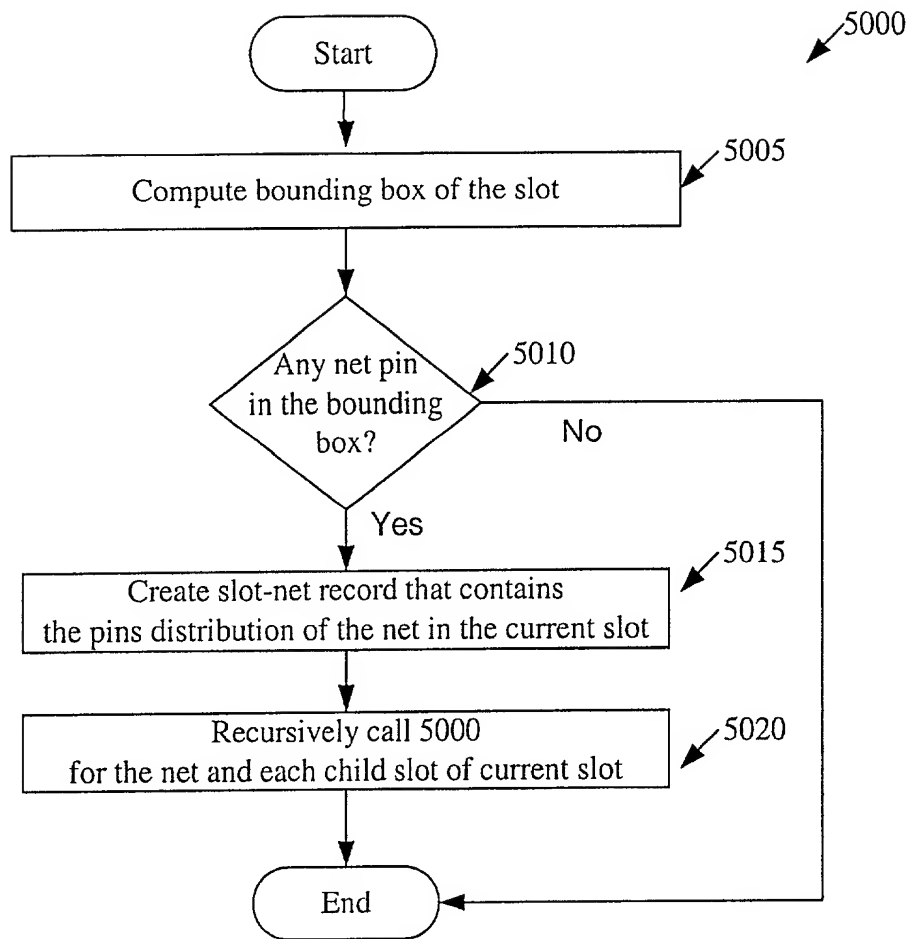 5000
Start
5005
Compute bounding box of the slot
5010
Any net pin
in the bounding
box?
No
Yes
5015
Create slot-net record that contains
the pins distribution of the net in the current slot
5020
Recursively call 5000
for the net and each child slot of current slot
End